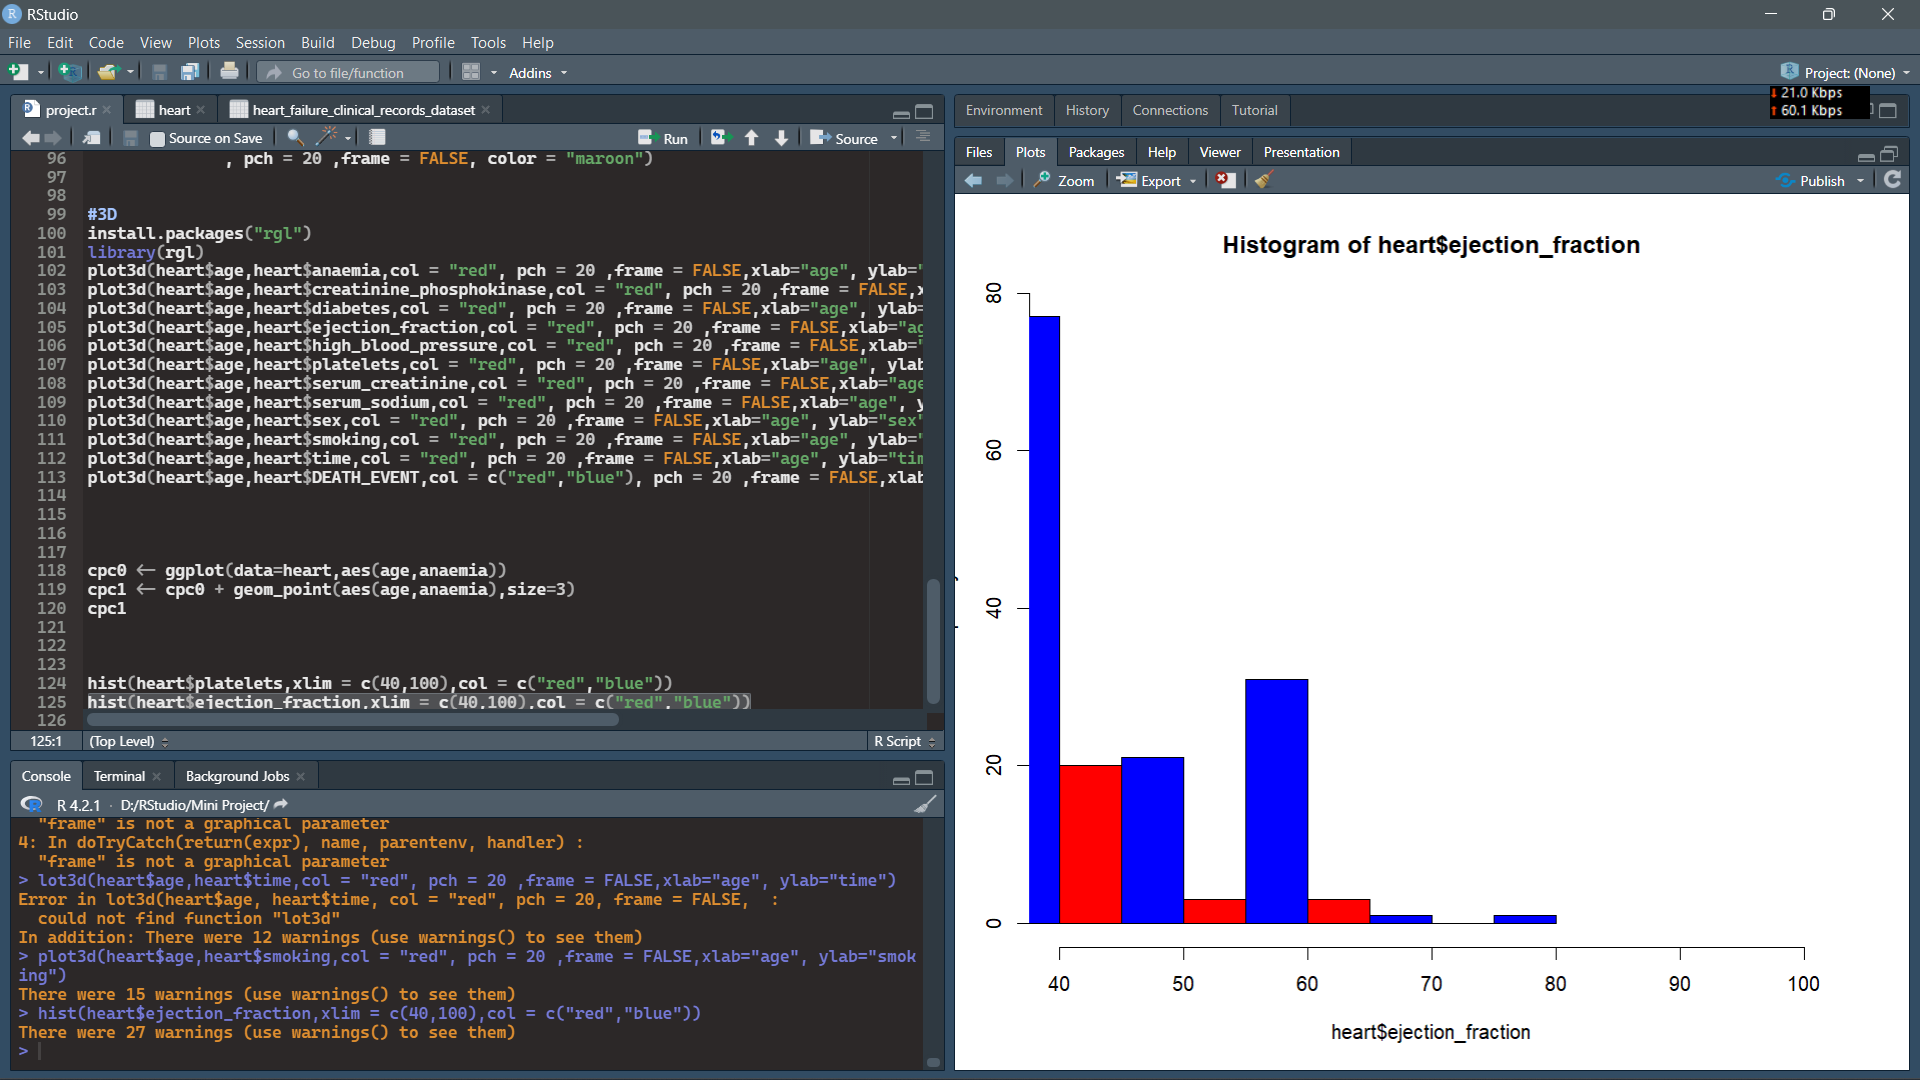 RStudio
File Edit Code View Plots Session Build Debug Profile Tools Help
Go to file/function Addins Project: (None)
21.0 Kbps
60.1 Kbps
project.r heart heart_failure_clinical_records_dataset
Source on Save Run Source
96 , pch = 20 ,frame = FALSE, color = "maroon")
97
98
99 #3D
100 install.packages("rgl")
101 library(rgl)
102 plot3d(heart$age,heart$anaemia,col = "red", pch = 20 ,frame = FALSE,xlab="age", ylab="
103 plot3d(heart$age,heart$creatinine_phosphokinase,col = "red", pch = 20 ,frame = FALSE,x
104 plot3d(heart$age,heart$diabetes,col = "red", pch = 20 ,frame = FALSE,xlab="age", ylab=
105 plot3d(heart$age,heart$ejection_fraction,col = "red", pch = 20 ,frame = FALSE,xlab="ag
106 plot3d(heart$age,heart$high_blood_pressure,col = "red", pch = 20 ,frame = FALSE,xlab="
107 plot3d(heart$age,heart$platelets,col = "red", pch = 20 ,frame = FALSE,xlab="age", ylab
108 plot3d(heart$age,heart$serum_creatinine,col = "red", pch = 20 ,frame = FALSE,xlab="age
109 plot3d(heart$age,heart$serum_sodium,col = "red", pch = 20 ,frame = FALSE,xlab="age", y
110 plot3d(heart$age,heart$sex,col = "red", pch = 20 ,frame = FALSE,xlab="age", ylab="sex"
111 plot3d(heart$age,heart$smoking,col = "red", pch = 20 ,frame = FALSE,xlab="age", ylab="
112 plot3d(heart$age,heart$time,col = "red", pch = 20 ,frame = FALSE,xlab="age", ylab="tim
113 plot3d(heart$age,heart$DEATH_EVENT,col = c("red","blue"), pch = 20 ,frame = FALSE,xlab
114
115
116
117
118 cpc0 <- ggplot(data=heart,aes(age,anaemia))
119 cpc1 <- cpc0 + geom_point(aes(age,anaemia),size=3)
120 cpc1
121
122
123
124 hist(heart$platelets,xlim = c(40,100),col = c("red","blue"))
125 hist(heart$ejection_fraction,xlim = c(40,100),col = c("red","blue"))
126
125:1 (Top Level) R Script
Console Terminal Background Jobs
R 4.2.1 · D:/RStudio/Mini Project/
"frame" is not a graphical parameter
4: In doTryCatch(return(expr), name, parentenv, handler) :
"frame" is not a graphical parameter
> lot3d(heart$age,heart$time,col = "red", pch = 20 ,frame = FALSE,xlab="age", ylab="time")
Error in lot3d(heart$age, heart$time, col = "red", pch = 20, frame = FALSE, :
could not find function "lot3d"
In addition: There were 12 warnings (use warnings() to see them)
> plot3d(heart$age,heart$smoking,col = "red", pch = 20 ,frame = FALSE,xlab="age", ylab="smok
ing")
There were 15 warnings (use warnings() to see them)
> hist(heart$ejection_fraction,xlim = c(40,100),col = c("red","blue"))
There were 27 warnings (use warnings() to see them)
>
Environment History Connections Tutorial
Files Plots Packages Help Viewer Presentation
Zoom Export Publish
Histogram of heart$ejection_fraction
80
60
40
20
0
40 50 60 70 80 90 100
heart$ejection_fraction